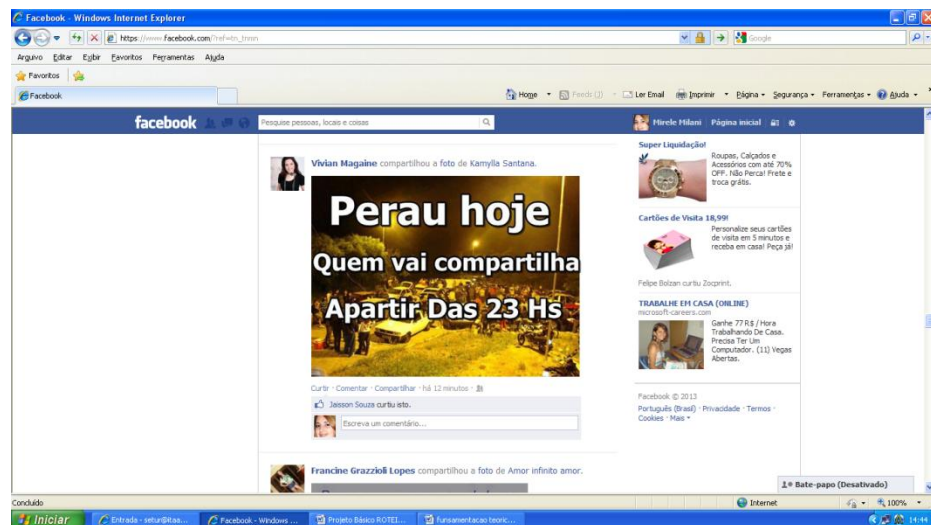 Facebook - Windows Internet Explorer
https://www.facebook.com/?ref=tn_tnmn
Google
Arquivo Editar Exibir Favoritos Ferramentas Ajuda
Favoritos
Facebook
Home Feeds (J) Ler Email Imprimir Página Segurança Ferramentas Ajuda
facebook
Pesquise pessoas, locais e coisas
Mirele Milani Página inicial
Vivian Magaine compartilhou a foto de Kamylla Santana.
Perau hoje
Quem vai compartilha
Apartir Das 23 Hs
Curtir · Comentar · Compartilhar · há 12 minutos
Jaisson Souza curtiu isto.
Escreva um comentário...
Francine Grazzioli Lopes compartilhou a foto de Amor infinito amor.
Super Liquidação!
Roupas, Calçados e
Acessórios com até 70%
OFF. Não Perca! Frete e
troca grátis.
Cartões de Visita 18,99!
Personalize seus cartões
de visita em 5 minutos e
receba em casa! Peça já!
Felipe Bolzan curtiu Zocprint.
TRABALHE EM CASA (ONLINE)
microsoft-careers.com
Ganhe 77 R$ / Hora
Trabalhando De Casa.
Precisa Ter Um
Computador. (11) Vegas
Abertas.
Facebook © 2013
Português (Brasil) · Privacidade · Termos ·
Cookies · Mais
Bate-papo (Desativado)
Concluído
Internet
100%
Iniciar
Entrada - setur@itaa...
Facebook - Windows ...
Projeto Básico ROTEI...
funsamentacao teoric...
14:44